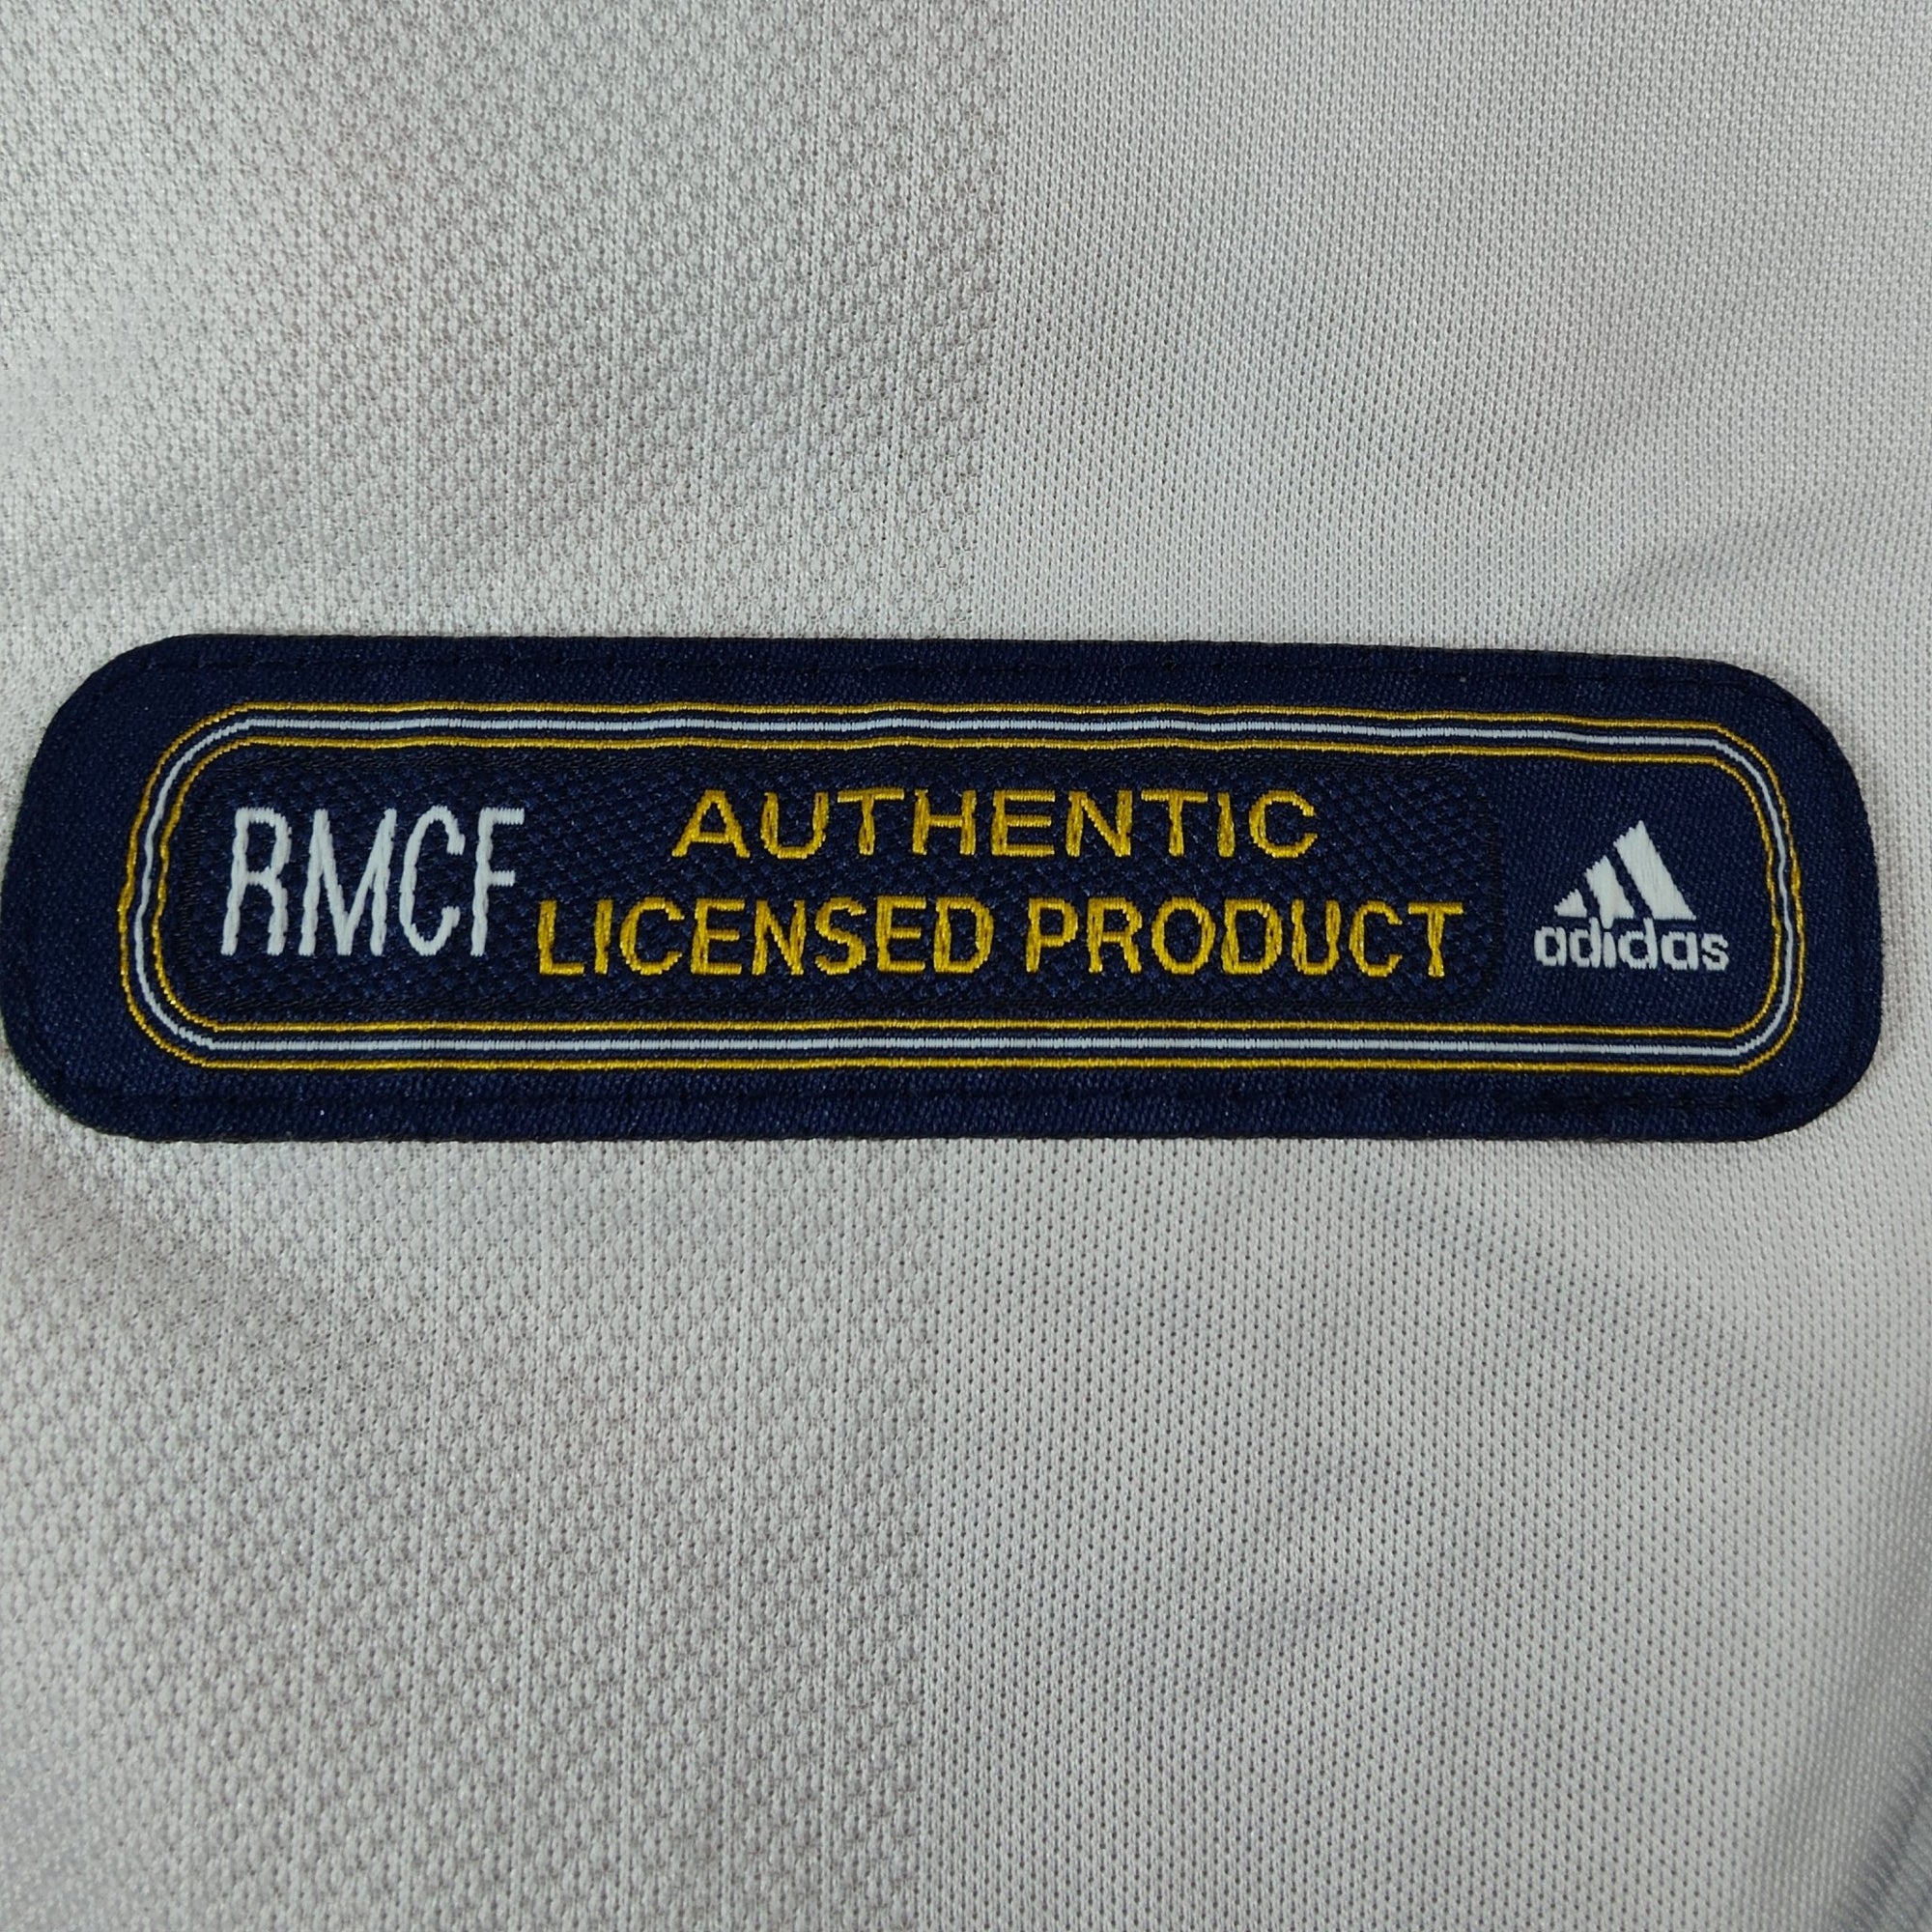 RMCF
AUTHENTIC
LICENSED PRODUCT
adidas